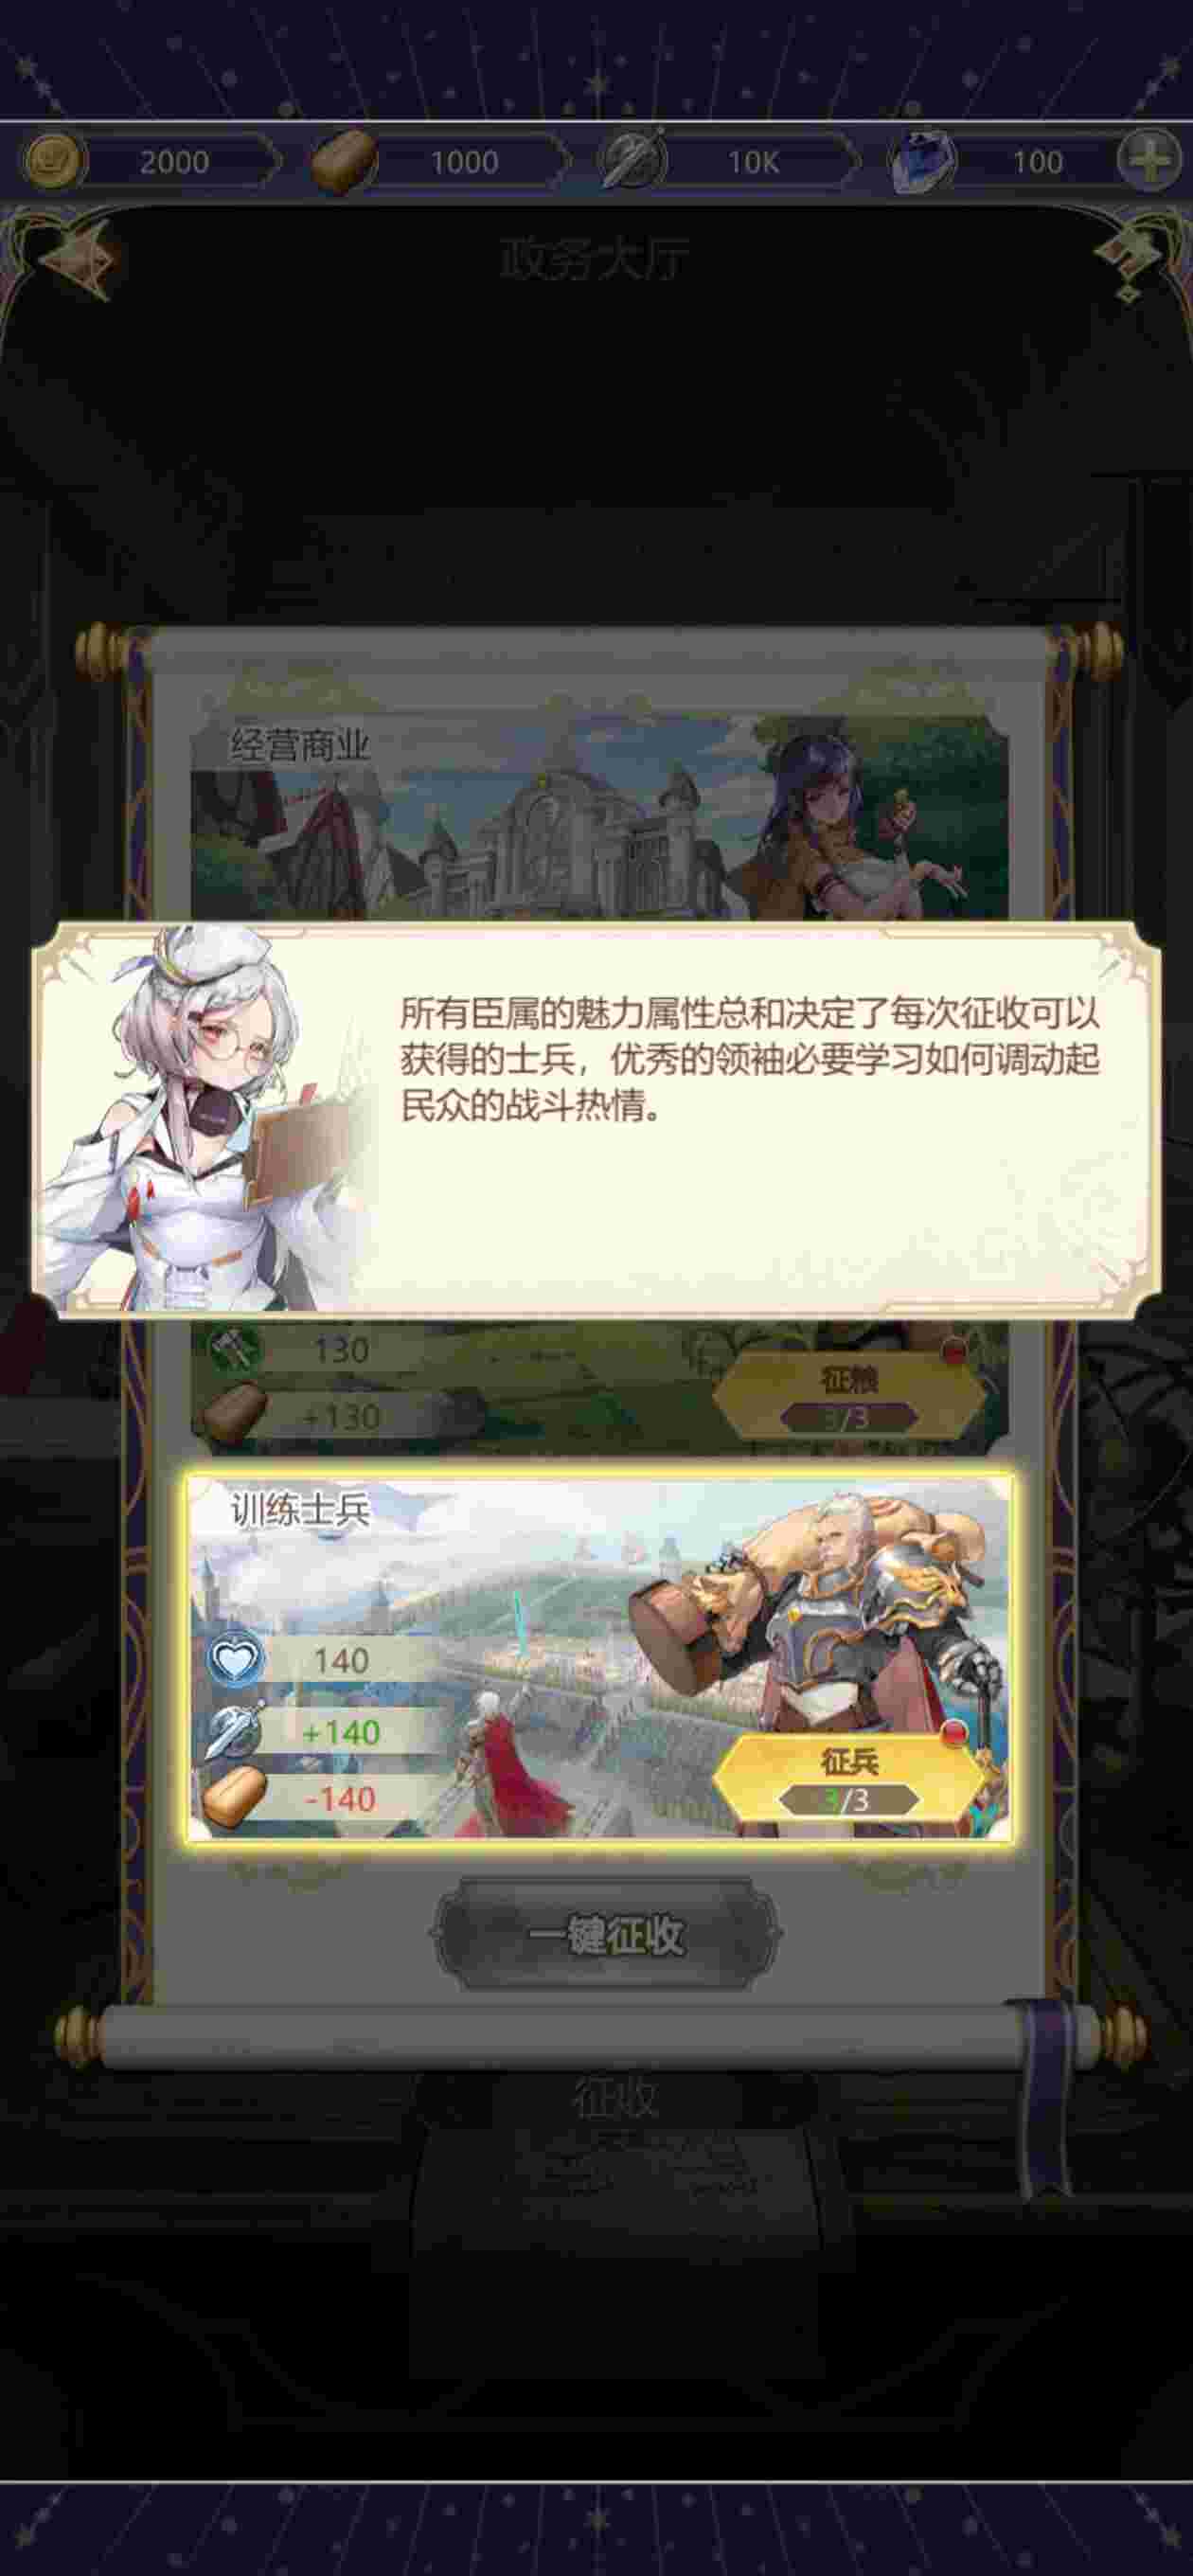 2000 1000 10K 100
政务大厅
经营商业
所有臣属的魅力属性总和决定了每次征收可以
获得的士兵，优秀的领袖必要学习如何调动起
民众的战斗热情。
130
+130
征粮
3/3
训练士兵
140
+140
-140
征兵
3/3
一键征收
征收